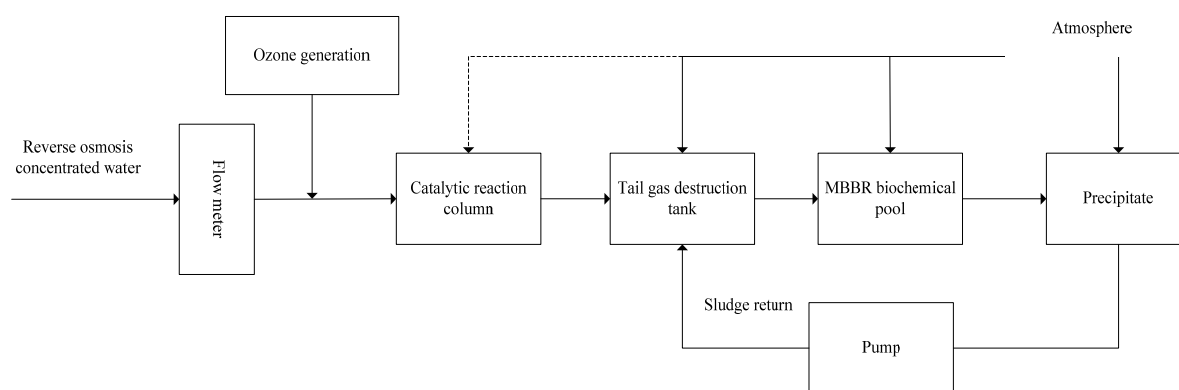 Atmosphere
Ozone generation
Reverse osmosis
concentrated water
Flow meter
Catalytic reaction
column
Tail gas destruction
tank
MBBR biochemical
pool
Precipitate
Sludge return
Pump